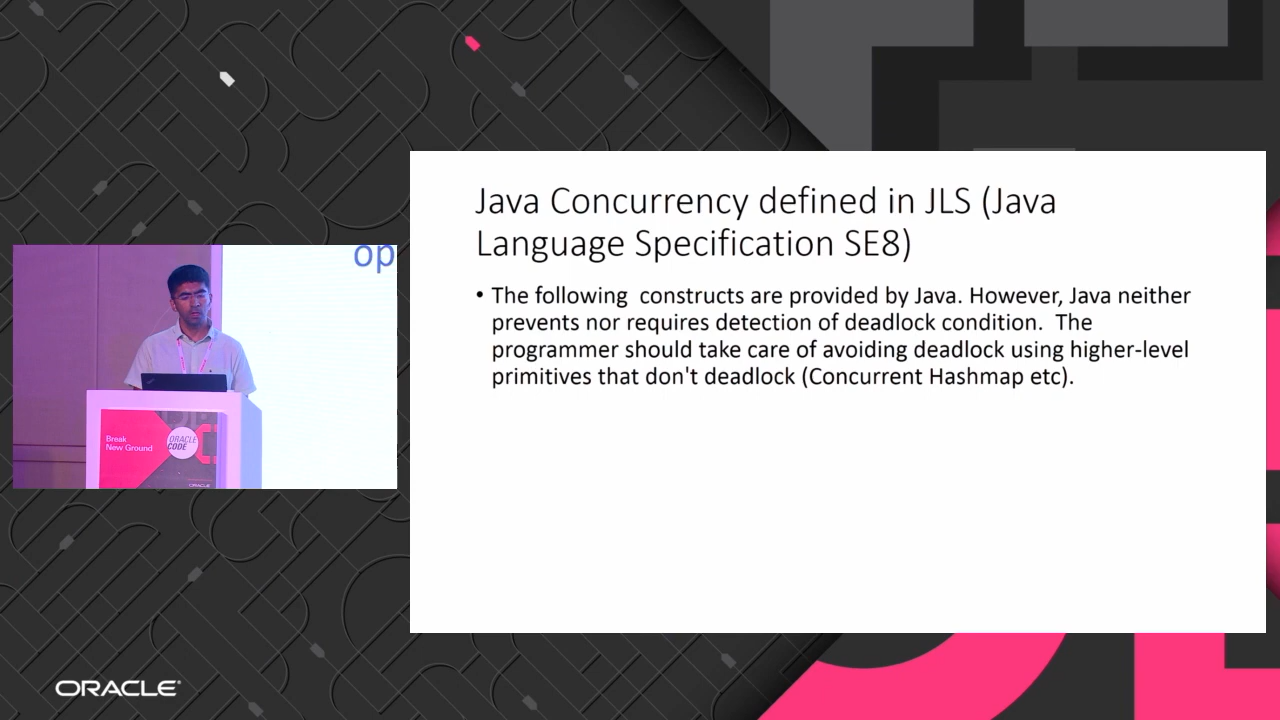 Java Concurrency defined in JLS (Java
Language Specification SE8)
• The following  constructs are provided by Java. However, Java neither
prevents nor requires detection of deadlock condition.  The
programmer should take care of avoiding deadlock using higher-level
primitives that don't deadlock (Concurrent Hashmap etc).
op
Break
New Ground
ORACLE
CODE
ORACLE
ORACLE